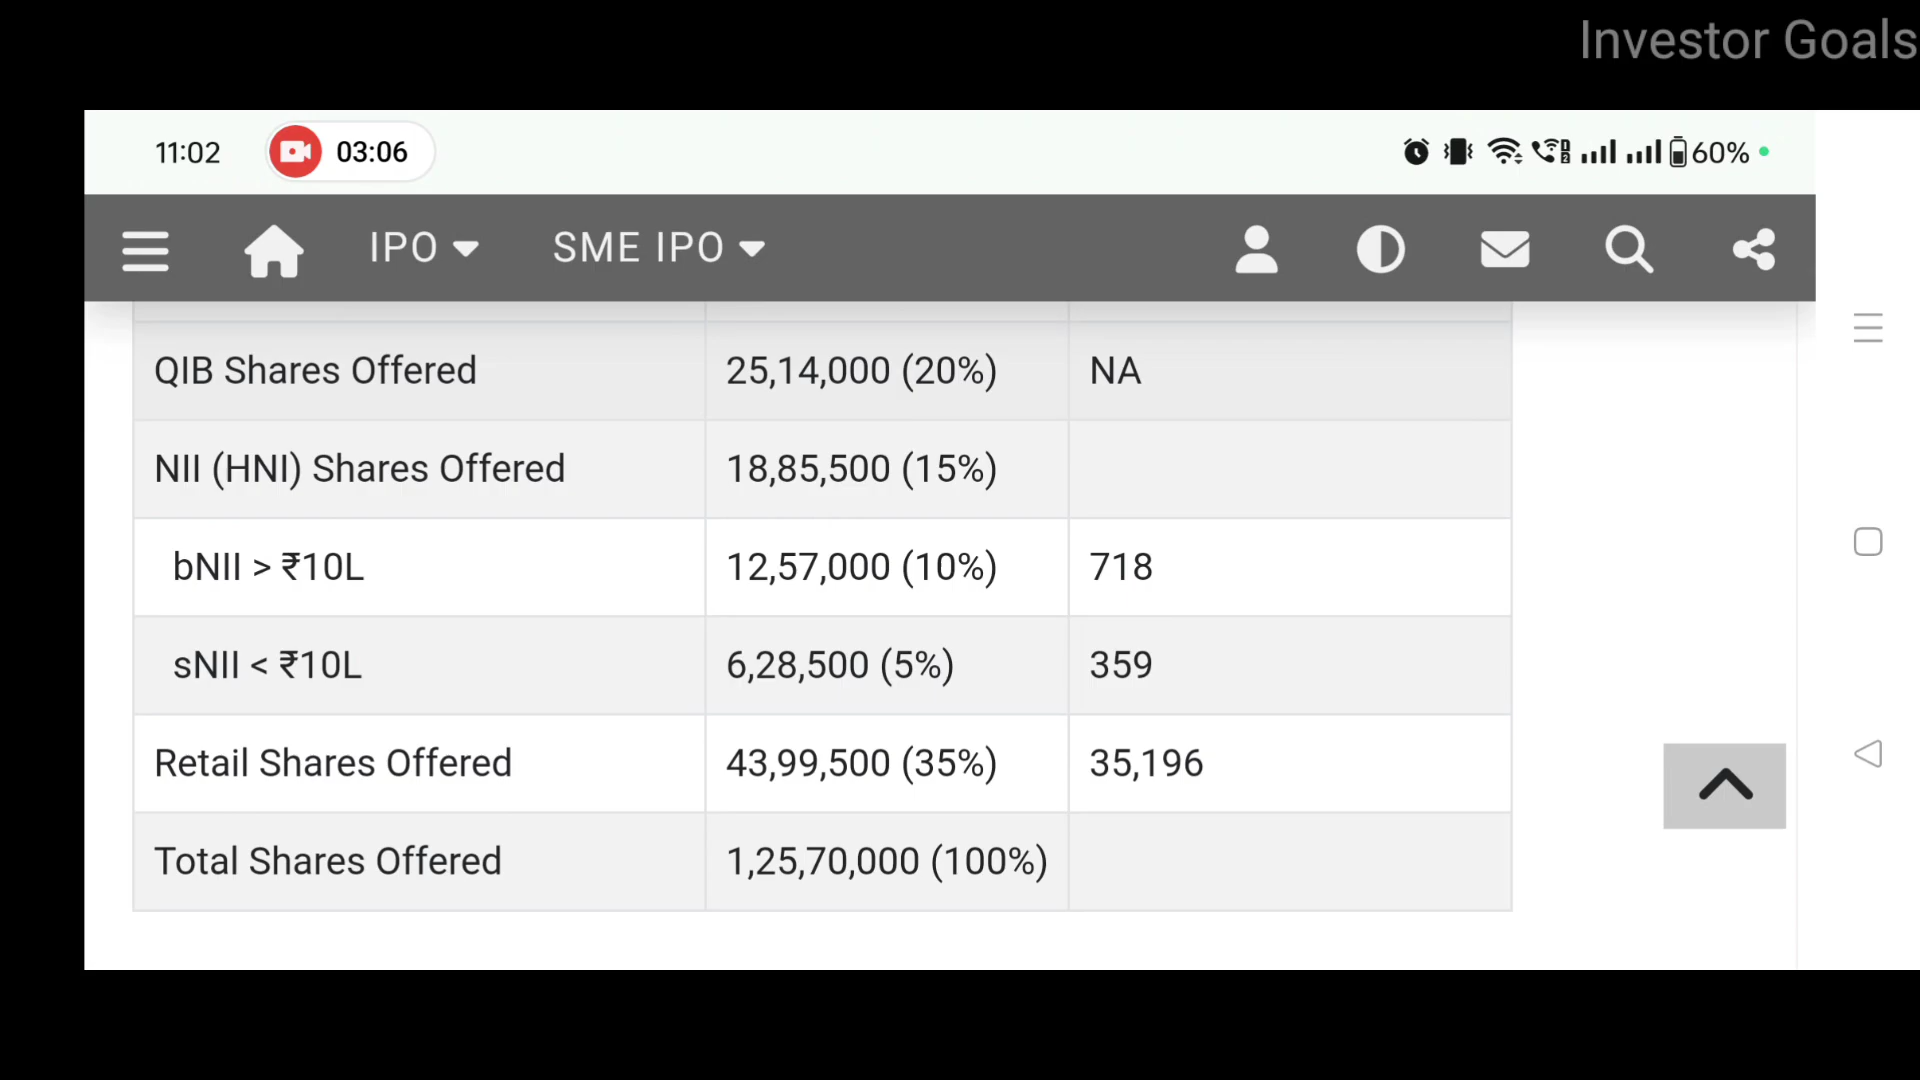 Investor Goals
11:02 03:06 60%
IPO SME IPO
QIB Shares Offered 25,14,000 (20%) NA
NII (HNI) Shares Offered 18,85,500 (15%)
bNII > ₹10L 12,57,000 (10%) 718
sNII < ₹10L 6,28,500 (5%) 359
Retail Shares Offered 43,99,500 (35%) 35,196
Total Shares Offered 1,25,70,000 (100%)